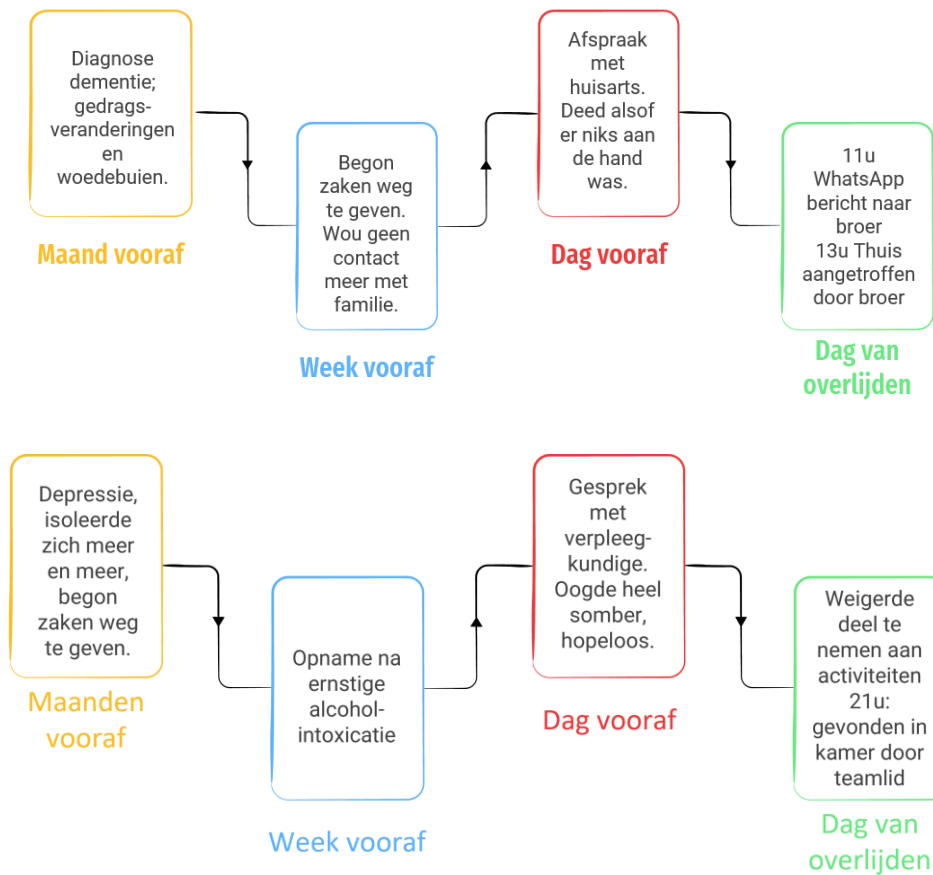 Diagnose
dementie;
gedrags-
veranderingen
en
woedebuien.
Maand vooraf
Begon
zaken weg
te geven.
Wou geen
contact
meer met
familie.
Week vooraf
Afspraak
met
huisarts.
Deed alsof
er niks aan
de hand
was.
Dag vooraf
11u
WhatsApp
bericht naar
broer
13u Thuis
aangetroffen
door broer
Dag van
overlijden
Depressie,
isoleerde
zich meer
en meer,
begon
zaken weg
te geven.
Maanden
vooraf
Opname na
ernstige
alcohol-
intoxicatie
Week vooraf
Gesprek
met
verpleeg-
kundige.
Oogde heel
somber,
hopeloos.
Dag vooraf
Weigerde
deel te
nemen aan
activiteiten
21u:
gevonden in
kamer door
teamlid
Dag van
overlijden